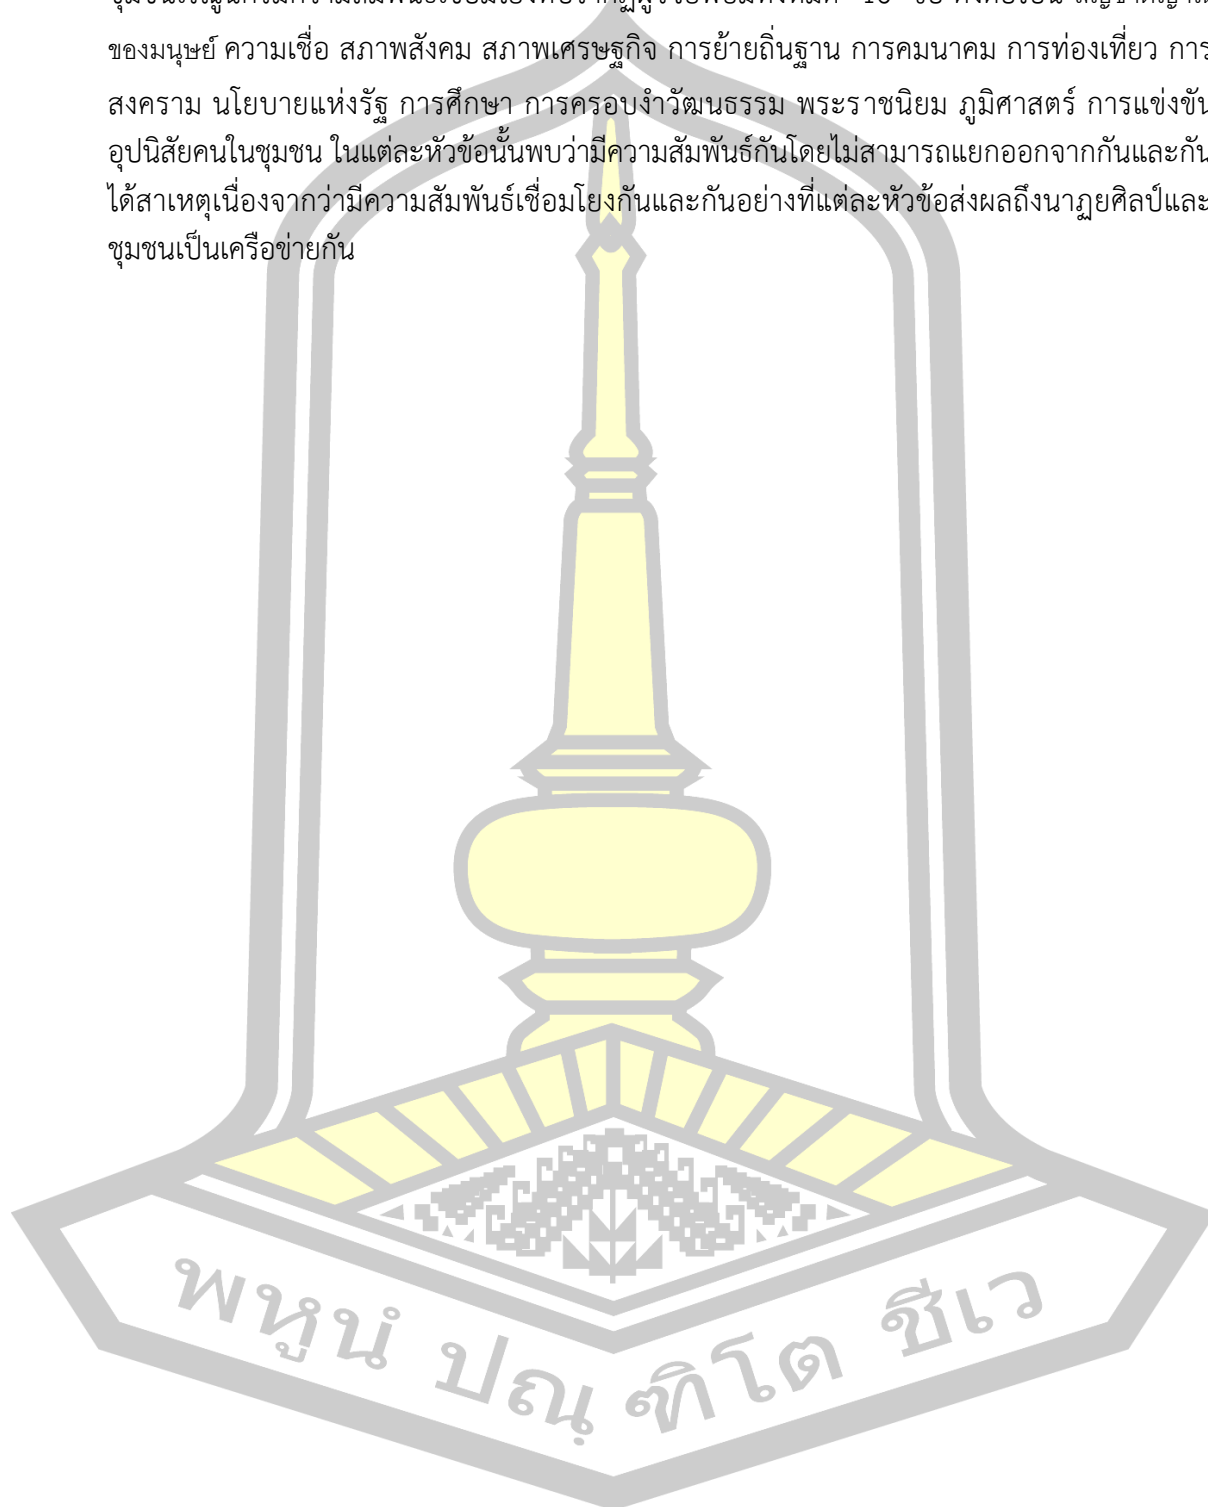 ของมนุษย์ ความเชื่อ สภาพสังคม สภาพเศรษฐกิจ การย้ายถิ่นฐาน การคมนาคม การท่องเที่ยว การ
สงคราม นโยบายแห่งรัฐ การศึกษา การครอบงำวัฒนธรรม พระราชนิยม ภูมิศาสตร์ การแข่งขัน
อุปนิสัยคนในชุมชน ในแต่ละหัวข้อนั้นพบว่ามีความสัมพันธ์กันโดยไม่สามารถแยกออกจากกันและกัน
ได้สาเหตุเนื่องจากว่ามีความสัมพันธ์เชื่อมโยงกันและกันอย่างที่แต่ละหัวข้อส่งผลถึงนาฏยศิลป์และ
ชุมชนเป็นเครือข่ายกัน
พหูนํ ปณฺฑิโต ชีเว